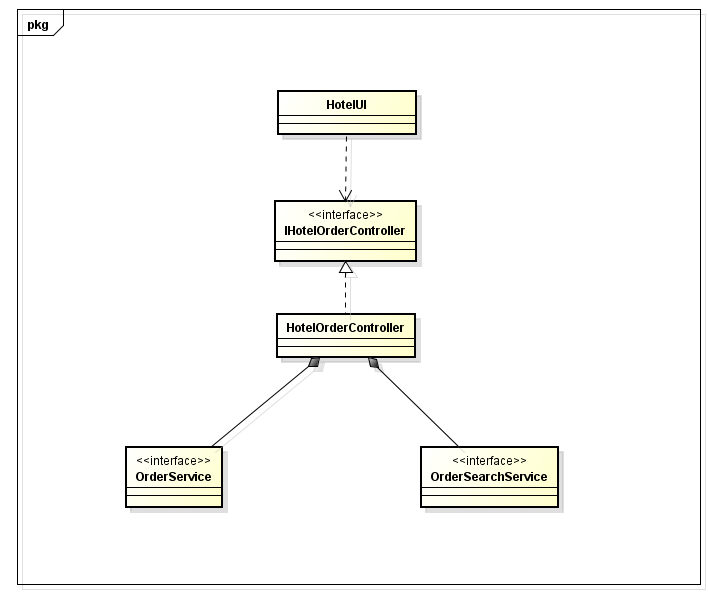 pkg
HotelUI
<<interface>>
IHotelOrderController
HotelOrderController
<<interface>>
OrderService
<<interface>>
OrderSearchService